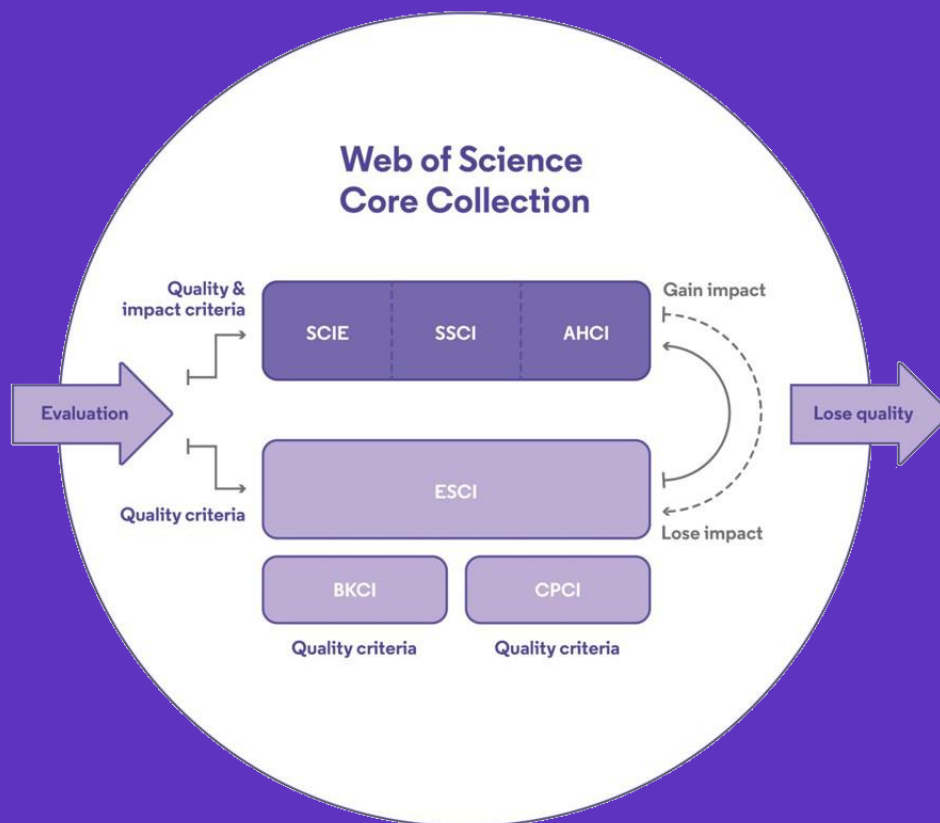 Web of Science
Core Collection
Quality &
impact criteria
SCIE
SSCI
AHCI
Gain impact
Evaluation
Lose quality
ESCI
Quality criteria
Lose impact
BKCI
CPCI
Quality criteria
Quality criteria